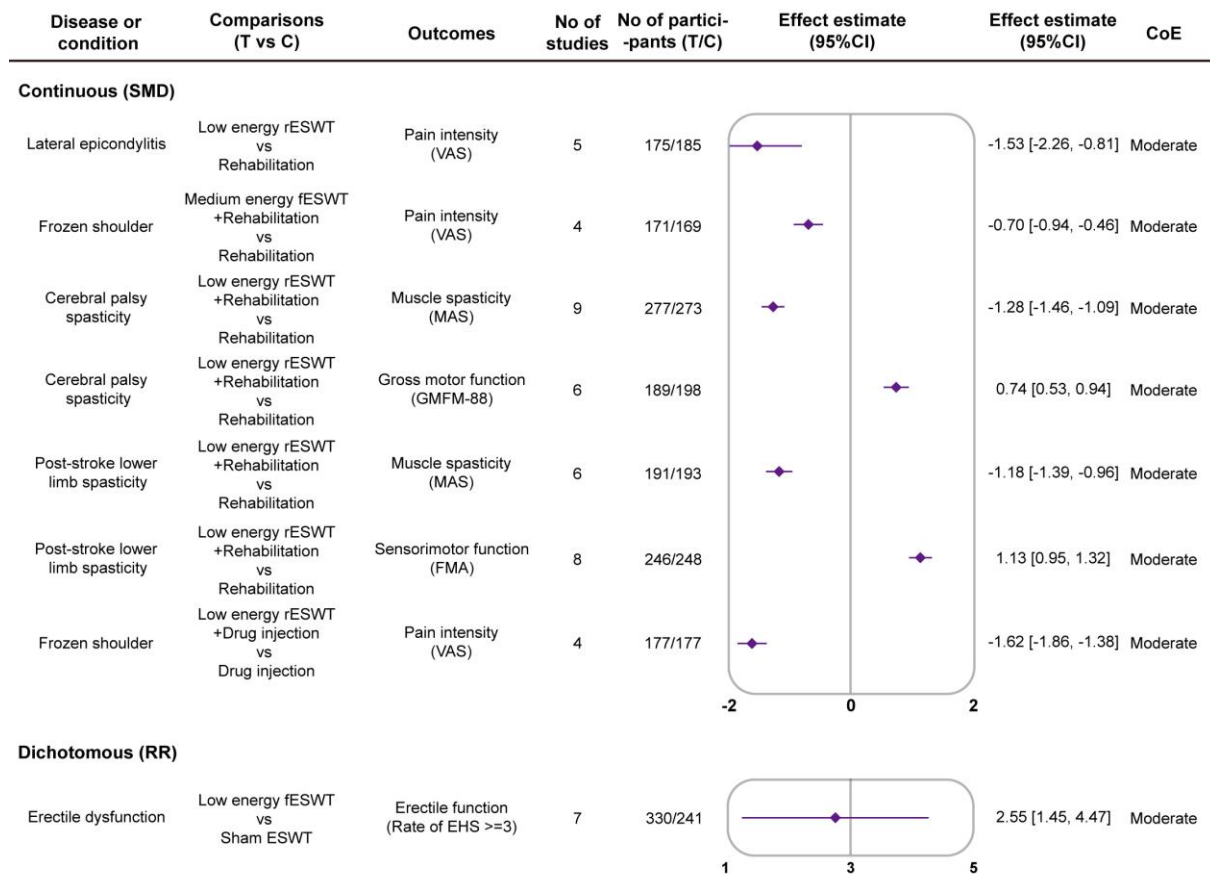 Disease or condition Comparisons (T vs C) Outcomes No of studies No of partici- -pants (T/C) Effect estimate (95%CI) Effect estimate (95%CI) CoE
Continuous (SMD)
Lateral epicondylitis Low energy rESWT vs Rehabilitation Pain intensity (VAS) 5 175/185 -1.53 [-2.26, -0.81] Moderate
Frozen shoulder Medium energy fESWT +Rehabilitation vs Rehabilitation Pain intensity (VAS) 4 171/169 -0.70 [-0.94, -0.46] Moderate
Cerebral palsy spasticity Low energy rESWT +Rehabilitation vs Rehabilitation Muscle spasticity (MAS) 9 277/273 -1.28 [-1.46, -1.09] Moderate
Cerebral palsy spasticity Low energy rESWT +Rehabilitation vs Rehabilitation Gross motor function (GMFM-88) 6 189/198 0.74 [0.53, 0.94] Moderate
Post-stroke lower limb spasticity Low energy rESWT +Rehabilitation vs Rehabilitation Muscle spasticity (MAS) 6 191/193 -1.18 [-1.39, -0.96] Moderate
Post-stroke lower limb spasticity Low energy rESWT +Rehabilitation vs Rehabilitation Sensorimotor function (FMA) 8 246/248 1.13 [0.95, 1.32] Moderate
Frozen shoulder Low energy rESWT +Drug injection vs Drug injection Pain intensity (VAS) 4 177/177 -1.62 [-1.86, -1.38] Moderate
-2 0 2
Dichotomous (RR)
Erectile dysfunction Low energy fESWT vs Sham ESWT Erectile function (Rate of EHS >=3) 7 330/241 2.55 [1.45, 4.47] Moderate
1 3 5